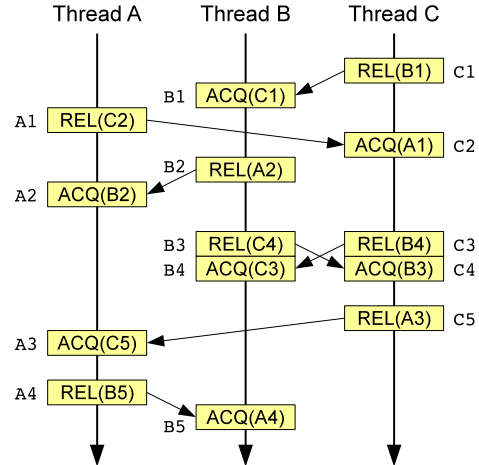 Thread A Thread B Thread C
REL(B1) C1
B1 ACQ(C1)
A1 REL(C2)
ACQ(A1) C2
B2 REL(A2)
A2 ACQ(B2)
B3 REL(C4) REL(B4) C3
B4 ACQ(C3) ACQ(B3) C4
REL(A3) C5
A3 ACQ(C5)
A4 REL(B5)
B5 ACQ(A4)